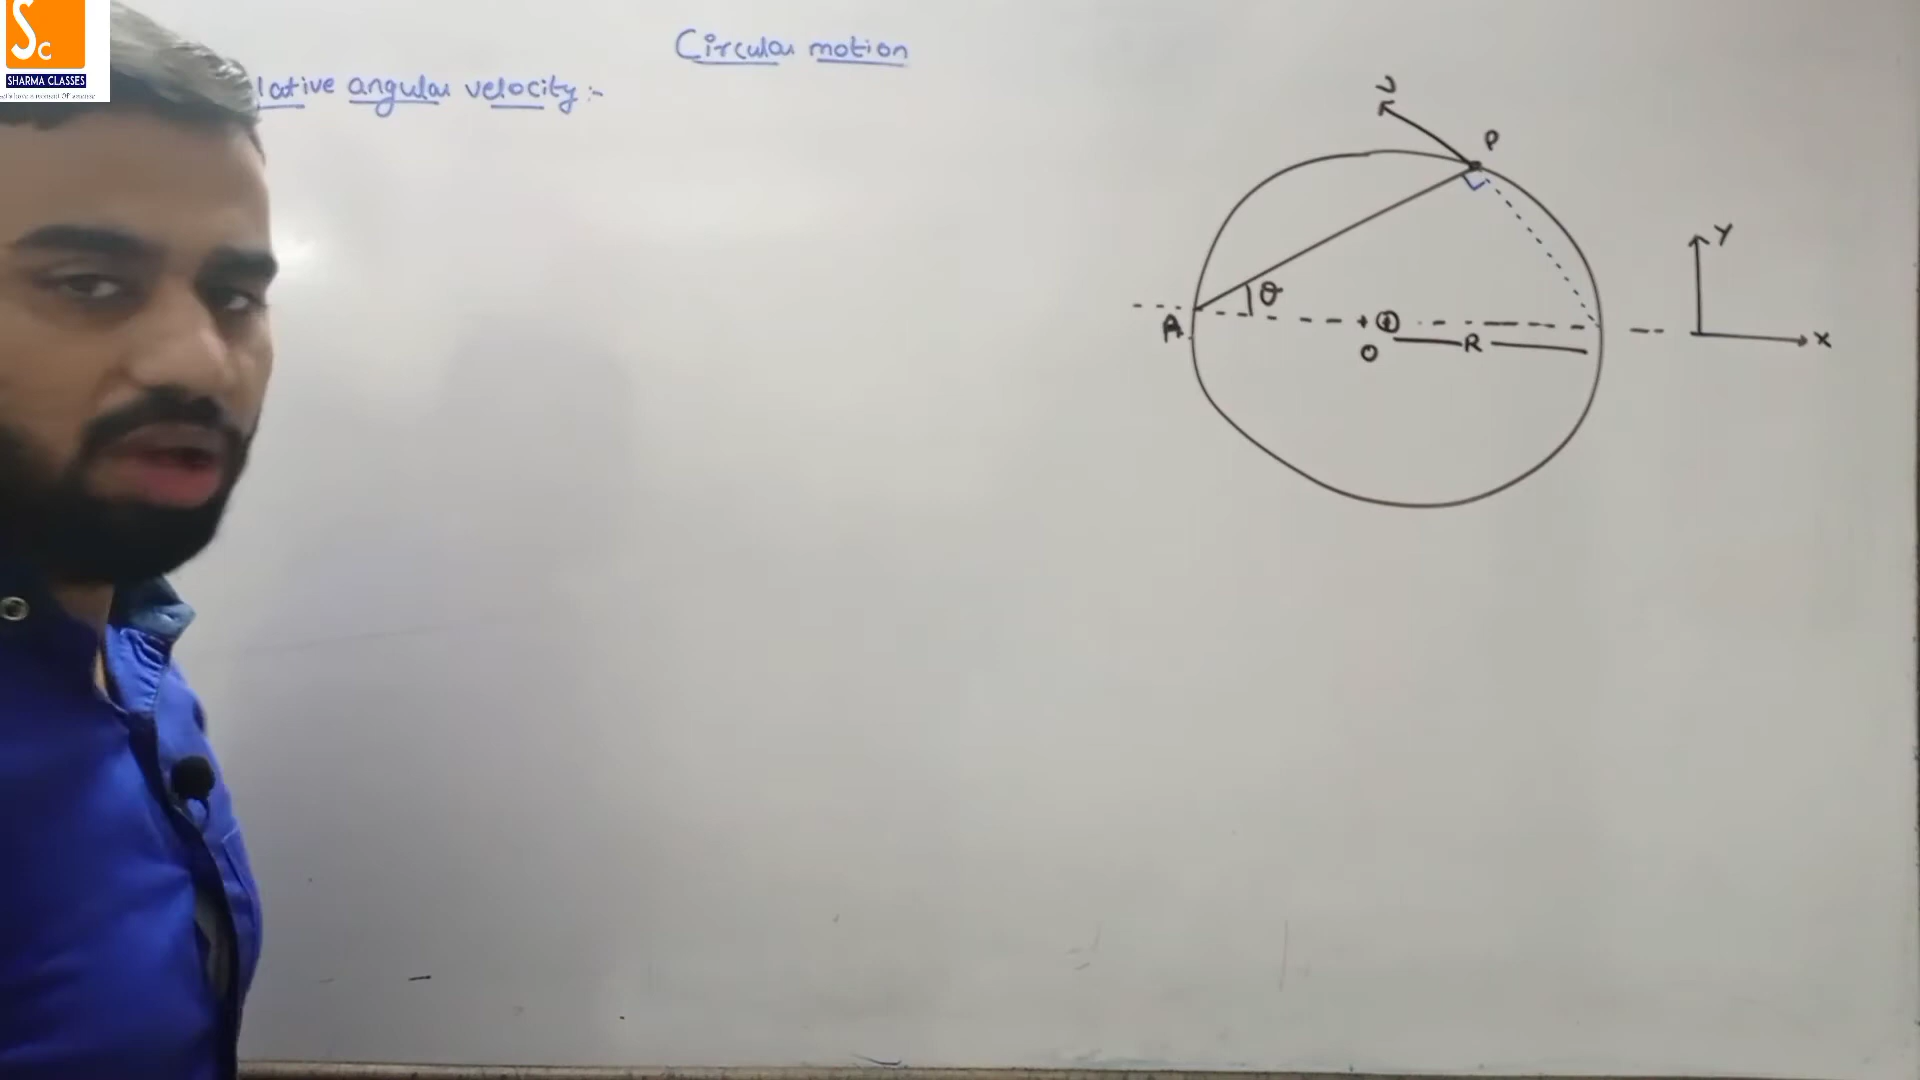 Sc
SHARMA CLASSES
Circular motion
lative angular velocity :-
v
P
Y
A
θ
O
R
X